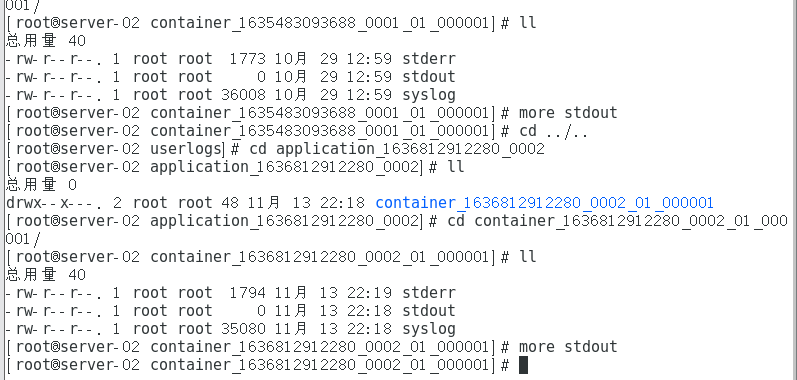 001/
[root@server-02 container_1635483093688_0001_01_000001]# ll
总用量 40
-rw-r--r--. 1 root root  1773 10月 29 12:59 stderr
-rw-r--r--. 1 root root     0 10月 29 12:59 stdout
-rw-r--r--. 1 root root 36008 10月 29 12:59 syslog
[root@server-02 container_1635483093688_0001_01_000001]# more stdout
[root@server-02 container_1635483093688_0001_01_000001]# cd ../..
[root@server-02 userlogs]# cd application_1636812912280_0002
[root@server-02 application_1636812912280_0002]# ll
总用量 0
drwx--x---. 2 root root 48 11月 13 22:18 container_1636812912280_0002_01_000001
[root@server-02 application_1636812912280_0002]# cd container_1636812912280_0002_01_000
001/
[root@server-02 container_1636812912280_0002_01_000001]# ll
总用量 40
-rw-r--r--. 1 root root  1794 11月 13 22:19 stderr
-rw-r--r--. 1 root root     0 11月 13 22:18 stdout
-rw-r--r--. 1 root root 35080 11月 13 22:18 syslog
[root@server-02 container_1636812912280_0002_01_000001]# more stdout
[root@server-02 container_1636812912280_0002_01_000001]#